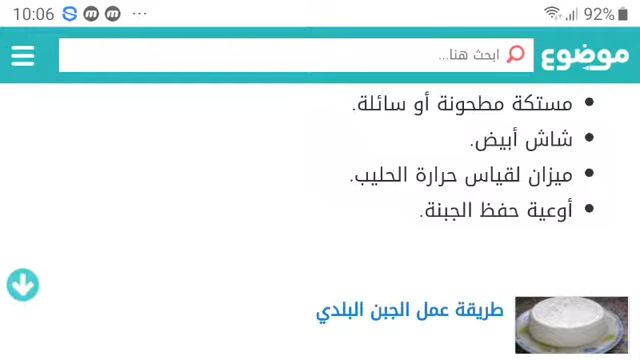 10:06
92%
موضوع
ابحث هنا...
مستكة مطحونة أو سائلة.
شاش أبيض.
ميزان لقياس حرارة الحليب.
أوعية حفظ الجبنة.
طريقة عمل الجبن البلدي